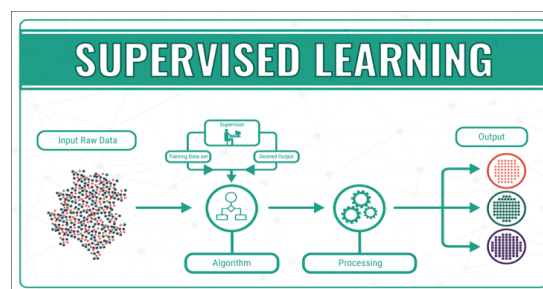 SUPERVISED LEARNING
Input Raw Data
Supervisor
Training Data set
Desired Output
Algorithm
Processing
Output